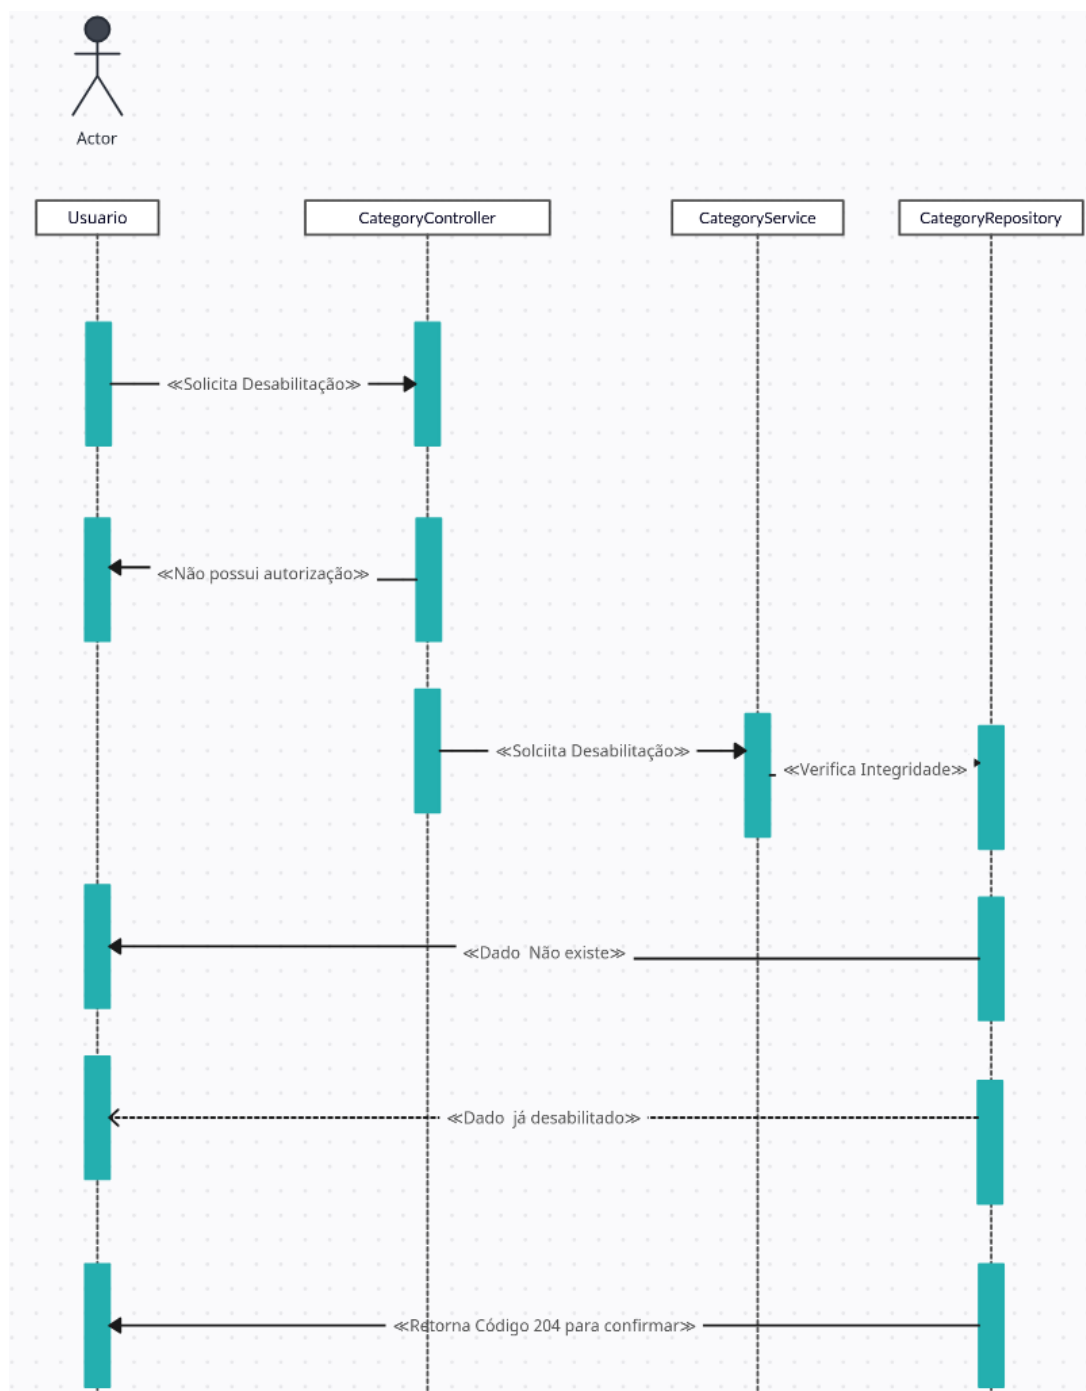 Actor
Usuario
CategoryController
CategoryService
CategoryRepository
≪Solicita Desabilitação≫
≪Não possui autorização≫
≪Solciita Desabilitação≫
≪Verifica Integridade≫
≪Dado  Não existe≫
≪Dado  já desabilitado≫
≪Retorna Código 204 para confirmar≫